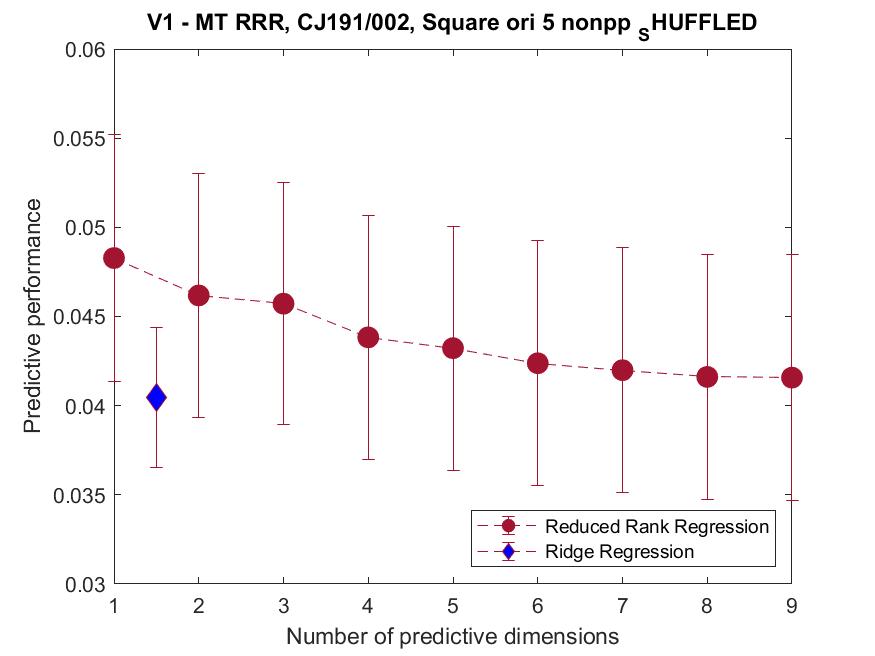 V1 - MT RRR, CJ191/002, Square ori 5 nonpp SHUFFLED
0.06
0.055
0.05
0.045
0.04
0.035
0.03
Predictive performance
Reduced Rank Regression
Ridge Regression
1 2 3 4 5 6 7 8 9
Number of predictive dimensions